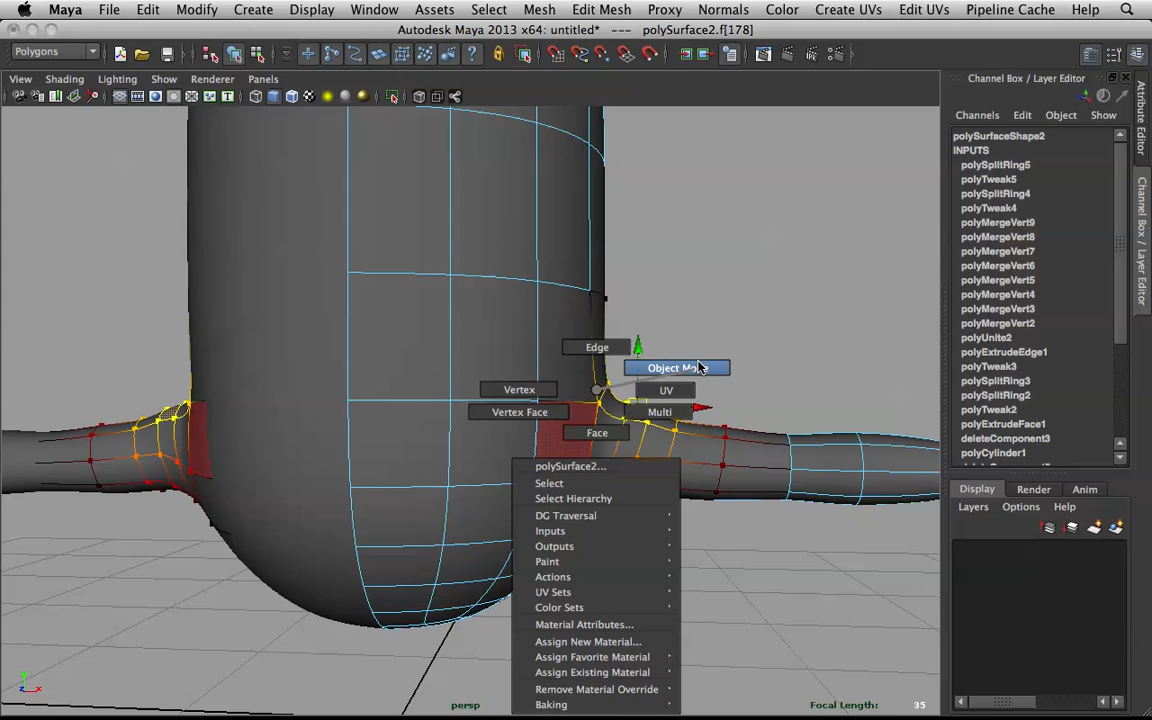 Maya File Edit Modify Create Display Window Assets Select Mesh Edit Mesh Proxy Normals Color Create UVs Edit UVs Pipeline Cache Help
Autodesk Maya 2013 x64: untitled* --- polySurface2.f[178]
Polygons
View Shading Lighting Show Renderer Panels
Channel Box / Layer Editor
Channels Edit Object Show
polySurfaceShape2
INPUTS
polySplitRing5
polyTweak5
polySplitRing4
polyTweak4
polyMergeVert9
polyMergeVert8
polyMergeVert7
polyMergeVert6
polyMergeVert5
polyMergeVert4
polyMergeVert3
polyMergeVert2
polyUnite2
polyExtrudeEdge1
polyTweak3
polySplitRing3
polySplitRing2
polyTweak2
polyExtrudeFace1
deleteComponent3
polyCylinder1
Attribute Editor
Channel Box / Layer Editor
Edge
Object
Vertex
UV
Vertex Face
Multi
Face
polySurface2...
Select
Select Hierarchy
DG Traversal
Inputs
Outputs
Paint
Actions
UV Sets
Color Sets
Material Attributes...
Assign New Material...
Assign Favorite Material
Assign Existing Material
Remove Material Override
Baking
Display Render Anim
Layers Options Help
persp
Focal Length: 35